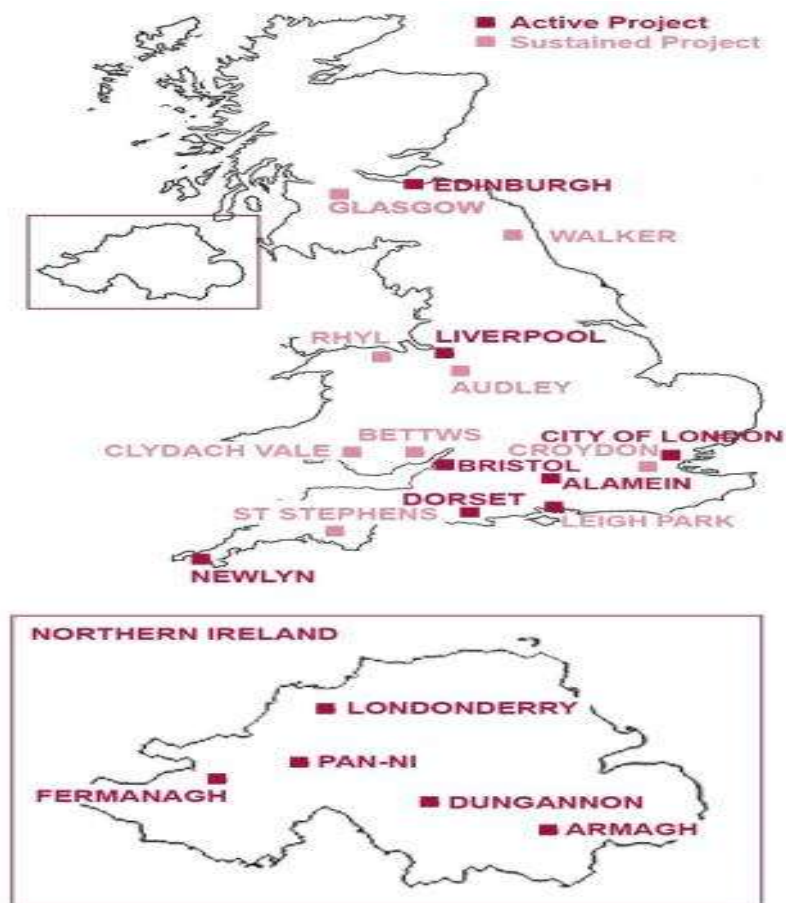 Active Project
Sustained Project
EDINBURGH
GLASGOW
WALKER
RHYL
LIVERPOOL
AUDLEY
CITY OF LONDON
BETTWS
CLYDACH VALE
CROYDON
BRISTOL
ALAMEIN
DORSET
ST STEPHENS
LEIGH PARK
NEWLYN
NORTHERN IRELAND
LONDONDERRY
PAN-NI
FERMANAGH
DUNGANNON
ARMAGH